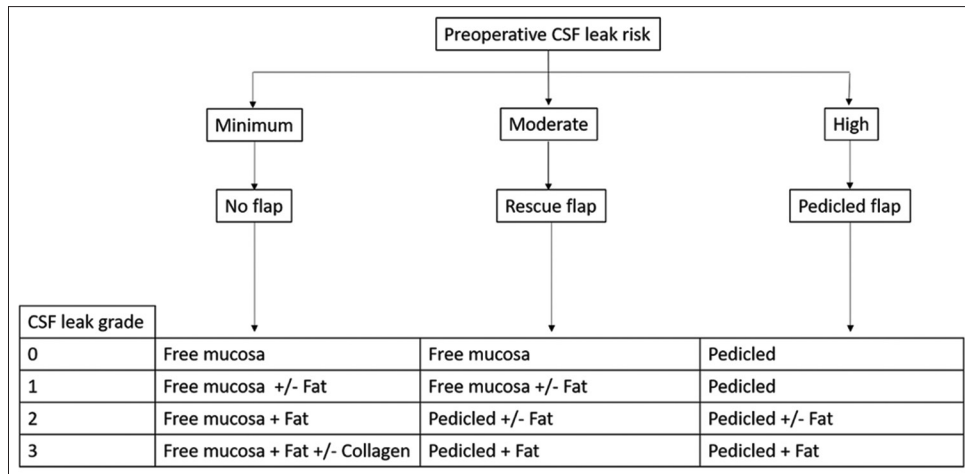 Preoperative CSF leak risk
Minimum
Moderate
High
No flap
Rescue flap
Pedicled flap
CSF leak grade
0 Free mucosa Free mucosa Pedicled
1 Free mucosa +/- Fat Free mucosa +/- Fat Pedicled
2 Free mucosa + Fat Pedicled +/- Fat Pedicled +/- Fat
3 Free mucosa + Fat +/- Collagen Pedicled + Fat Pedicled + Fat